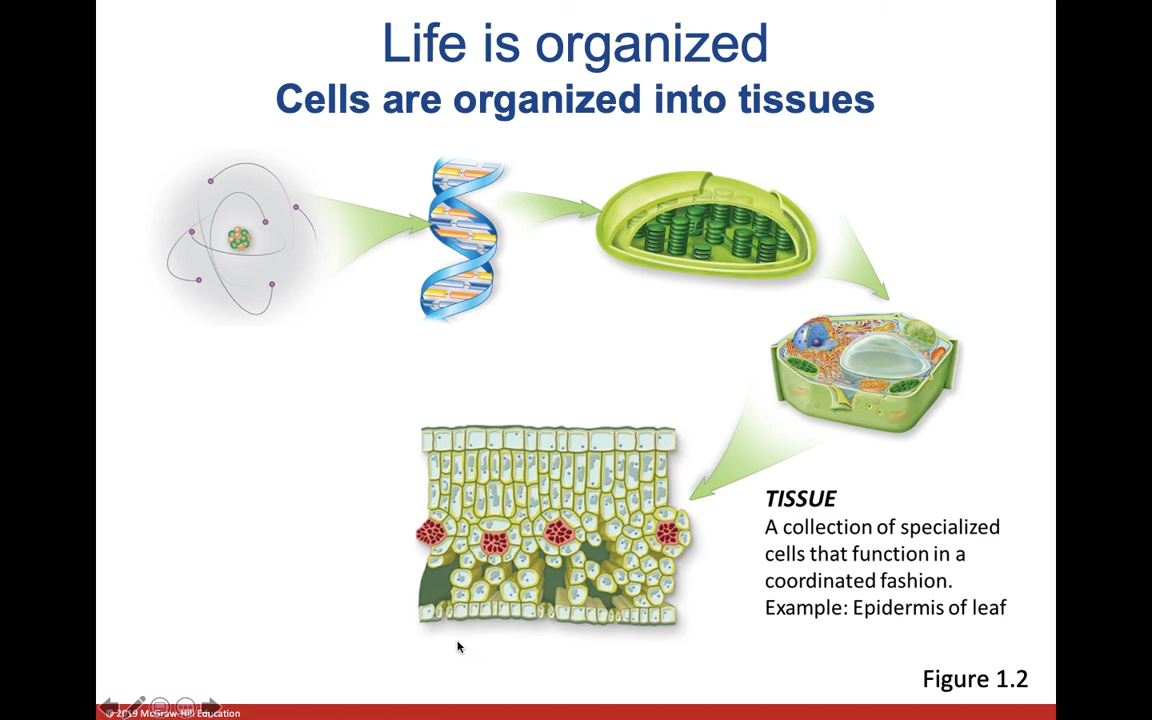 Life is organized
Cells are organized into tissues
TISSUE
A collection of specialized
cells that function in a
coordinated fashion.
Example: Epidermis of leaf
Figure 1.2
© 2019 McGraw-Hill Education